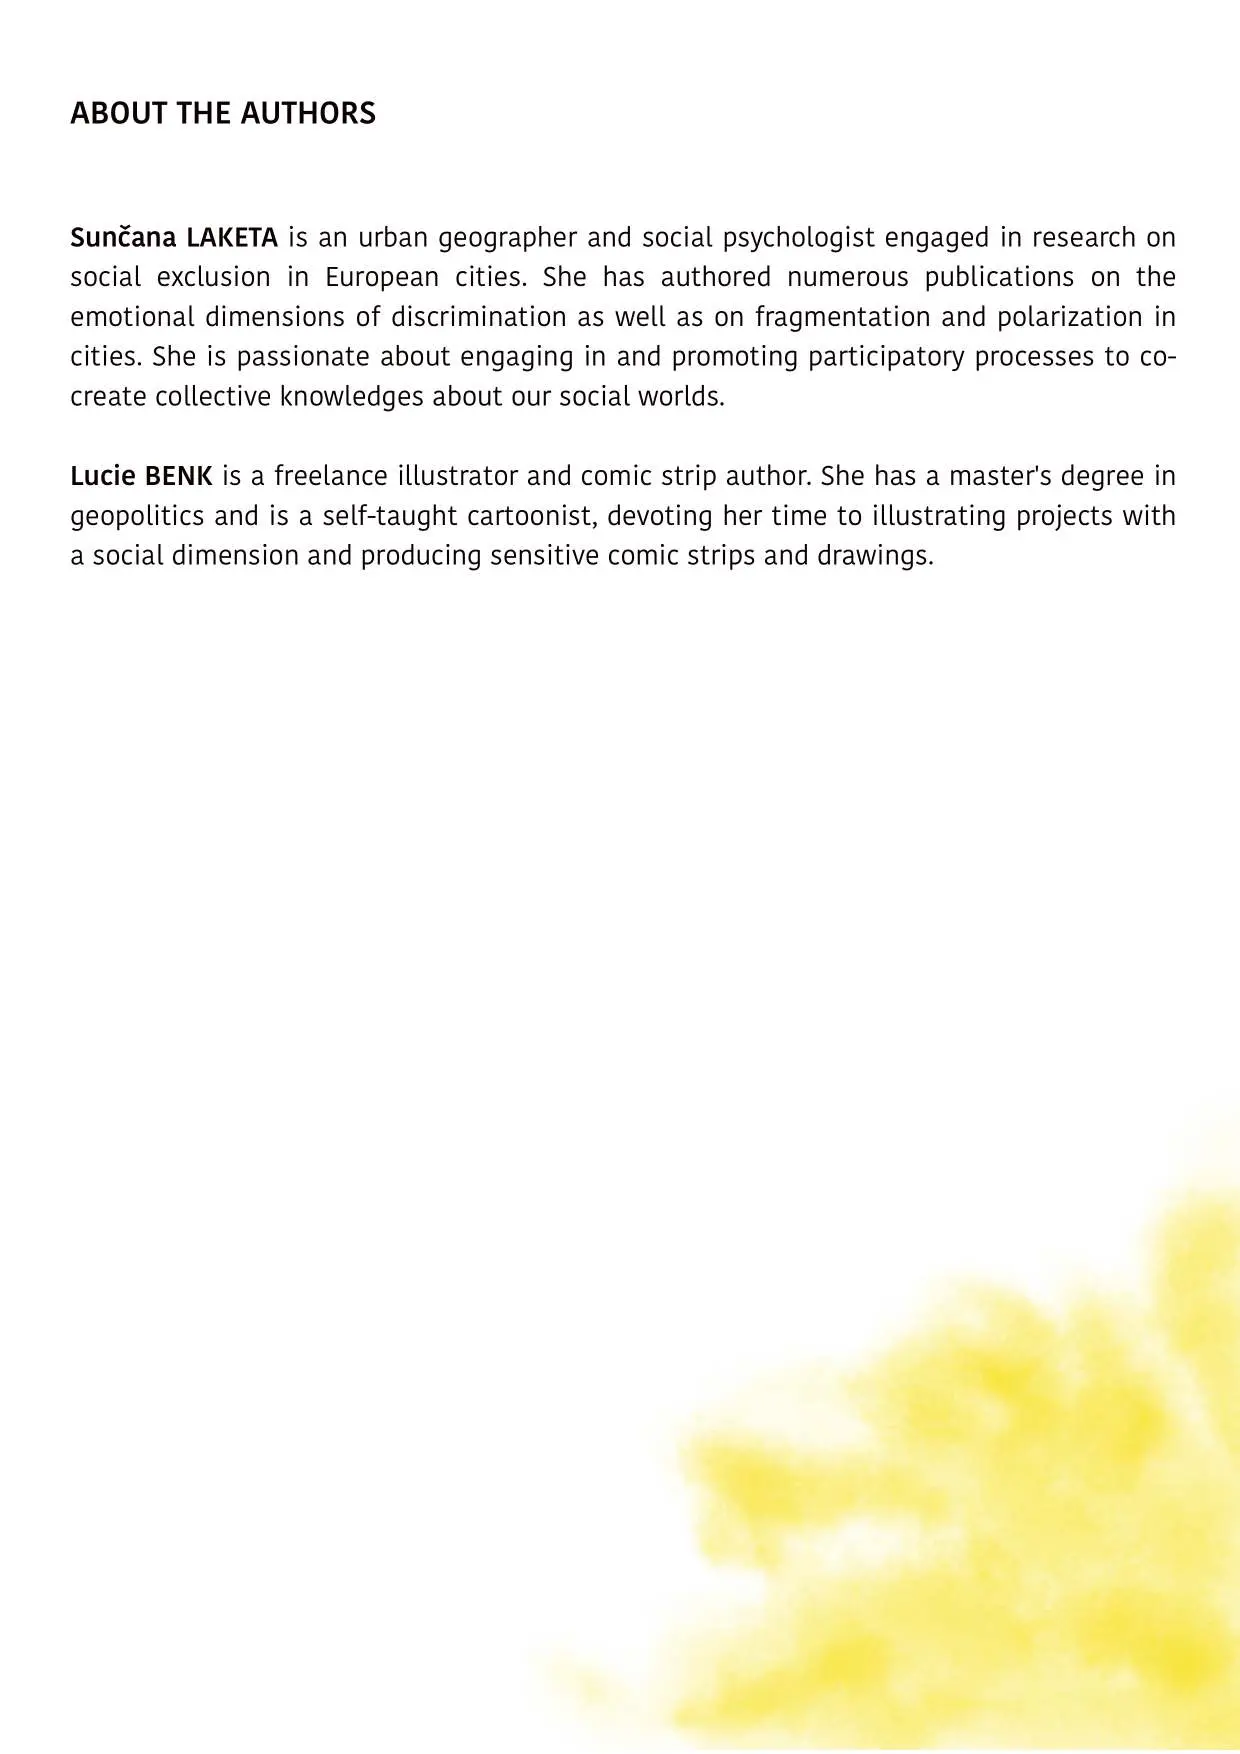 ABOUT THE AUTHORS
Sunčana LAKETA is an urban geographer and social psychologist engaged in research on
social exclusion in European cities. She has authored numerous publications on the
emotional dimensions of discrimination as well as on fragmentation and polarization in
cities. She is passionate about engaging in and promoting participatory processes to co-
create collective knowledges about our social worlds.
Lucie BENK is a freelance illustrator and comic strip author. She has a master's degree in
geopolitics and is a self-taught cartoonist, devoting her time to illustrating projects with
a social dimension and producing sensitive comic strips and drawings.